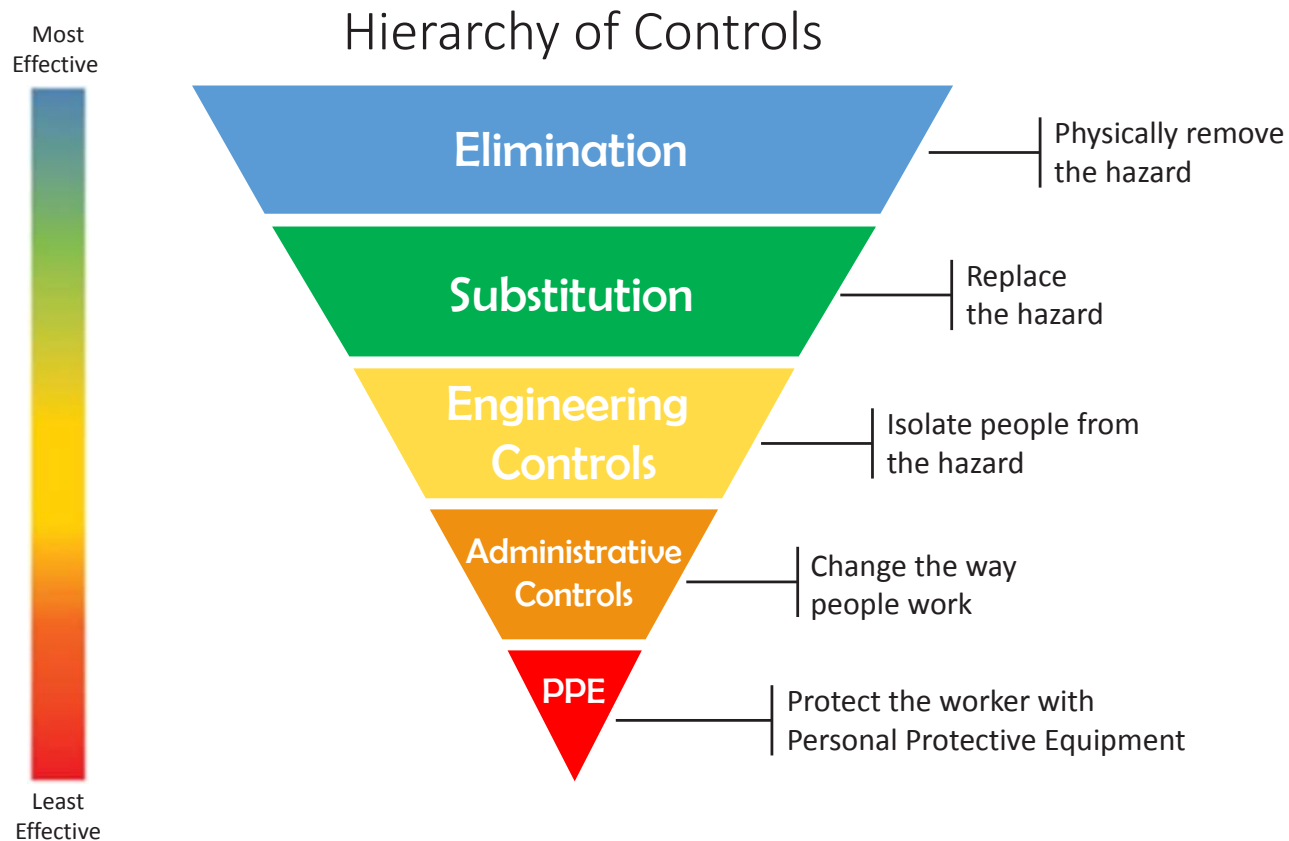 Hierarchy of Controls
Most
Effective
Elimination
Physically remove
the hazard
Substitution
Replace
the hazard
Engineering
Controls
Isolate people from
the hazard
Administrative
Controls
Change the way
people work
PPE
Protect the worker with
Personal Protective Equipment
Least
Effective